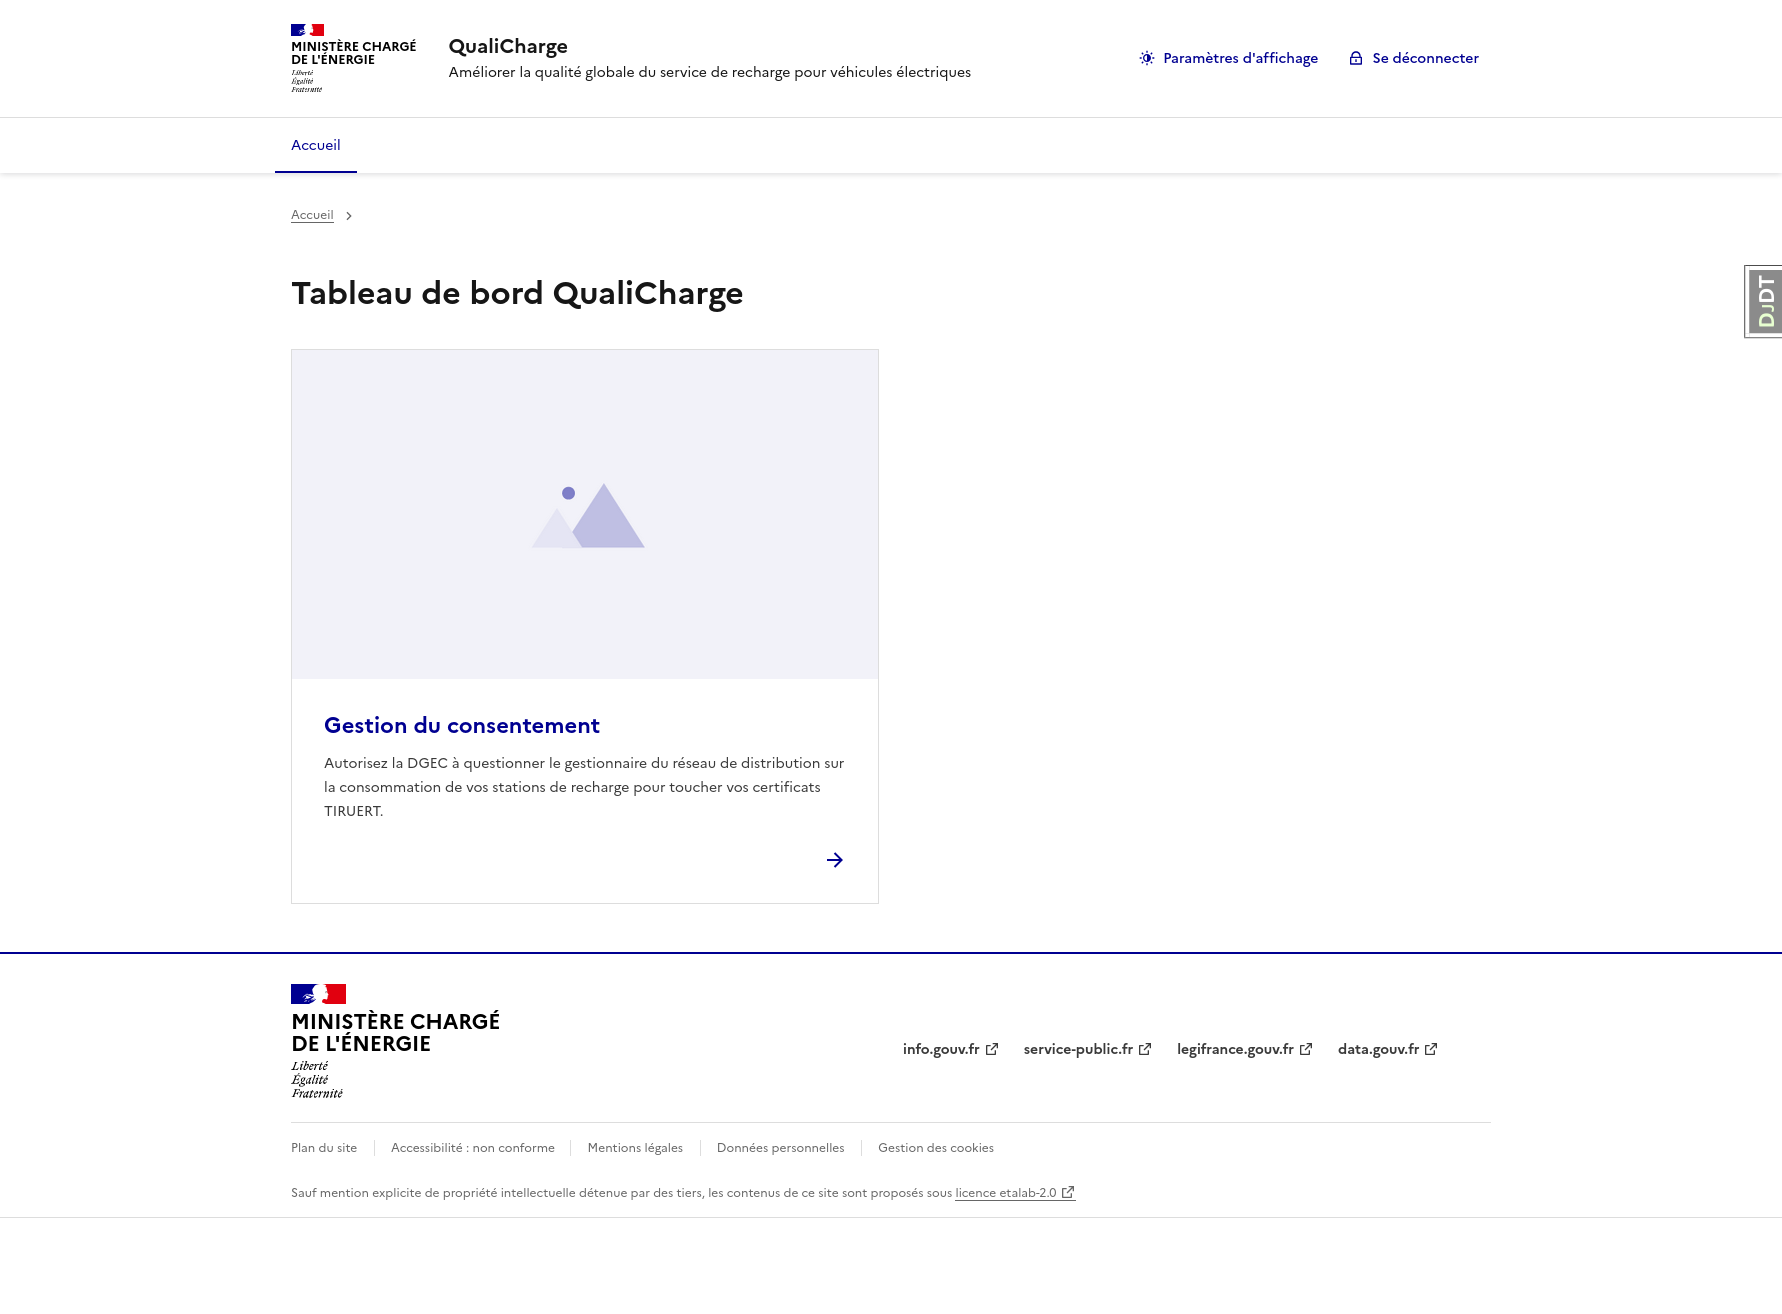 MINISTÈRE CHARGÉ
DE L'ÉNERGIE
Liberté
Égalité
Fraternité
QualiCharge
Améliorer la qualité globale du service de recharge pour véhicules électriques
Paramètres d'affichage
Se déconnecter
Accueil
Accueil
Tableau de bord QualiCharge
DJDT
Gestion du consentement
Autorisez la DGEC à questionner le gestionnaire du réseau de distribution sur
la consommation de vos stations de recharge pour toucher vos certificats
TIRUERT.
MINISTÈRE CHARGÉ
DE L'ÉNERGIE
Liberté
Égalité
Fraternité
info.gouv.fr
service-public.fr
legifrance.gouv.fr
data.gouv.fr
Plan du site
Accessibilité : non conforme
Mentions légales
Données personnelles
Gestion des cookies
Sauf mention explicite de propriété intellectuelle détenue par des tiers, les contenus de ce site sont proposés sous licence etalab-2.0